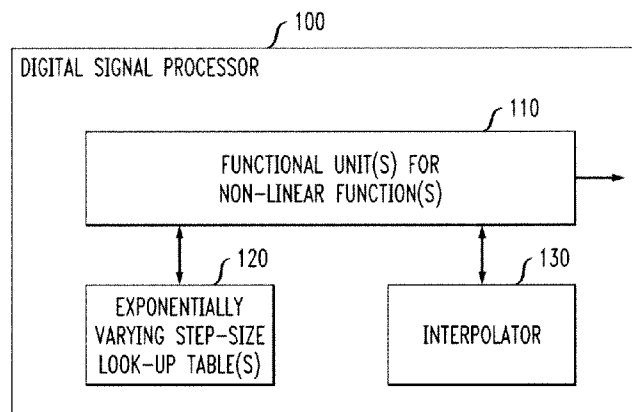 100
DIGITAL SIGNAL PROCESSOR
110
FUNCTIONAL UNIT(S) FOR
NON-LINEAR FUNCTION(S)
120
130
EXPONENTIALLY
VARYING STEP-SIZE
LOOK-UP TABLE(S)
INTERPOLATOR